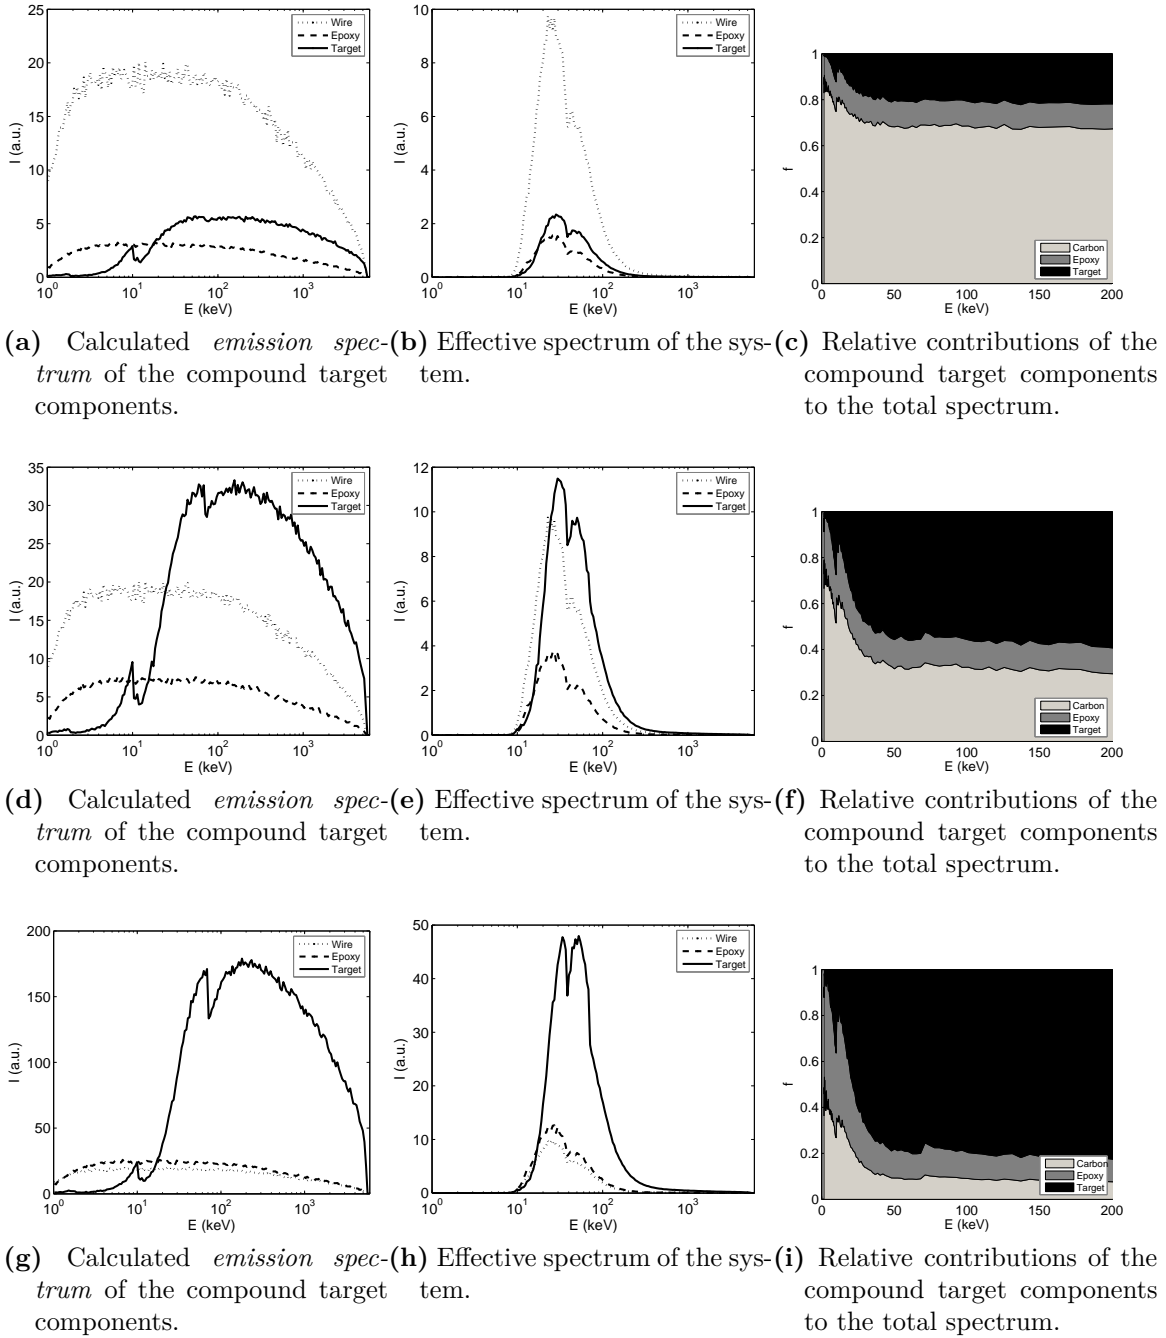 25
20
15
10
5
0
I (a.u.)
10^0
10^1
10^2
10^3
E (keV)
Wire
Epoxy
Target
10
8
6
4
2
0
I (a.u.)
10^0
10^1
10^2
10^3
E (keV)
Wire
Epoxy
Target
1
0.8
0.6
0.4
0.2
0
f
0
50
100
150
200
E (keV)
Carbon
Epoxy
Target
(a) Calculated emission spec-
trum of the compound target
components.
(b) Effective spectrum of the sys-
tem.
(c) Relative contributions of the
compound target components
to the total spectrum.
35
30
25
20
15
10
5
0
I (a.u.)
10^0
10^1
10^2
10^3
E (keV)
Wire
Epoxy
Target
12
10
8
6
4
2
0
I (a.u.)
10^0
10^1
10^2
10^3
E (keV)
Wire
Epoxy
Target
1
0.8
0.6
0.4
0.2
0
f
0
50
100
150
200
E (keV)
Carbon
Epoxy
Target
(d) Calculated emission spec-
trum of the compound target
components.
(e) Effective spectrum of the sys-
tem.
(f) Relative contributions of the
compound target components
to the total spectrum.
200
150
100
50
0
I (a.u.)
10^0
10^1
10^2
10^3
E (keV)
Wire
Epoxy
Target
50
40
30
20
10
0
I (a.u.)
10^0
10^1
10^2
10^3
E (keV)
Wire
Epoxy
Target
1
0.8
0.6
0.4
0.2
0
f
0
50
100
150
200
E (keV)
Carbon
Epoxy
Target
(g) Calculated emission spec-
trum of the compound target
components.
(h) Effective spectrum of the sys-
tem.
(i) Relative contributions of the
compound target components
to the total spectrum.